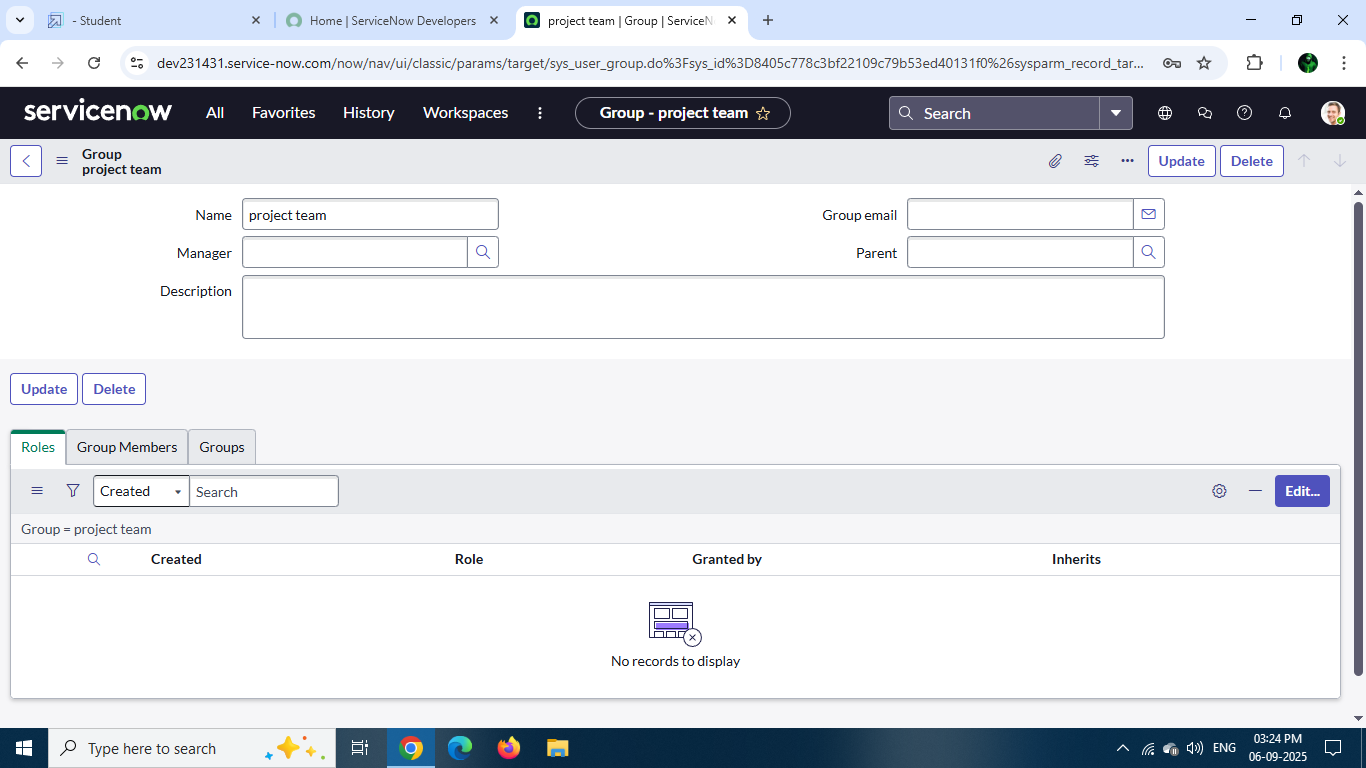 - Student
Home | ServiceNow Developers
project team | Group | ServiceN
dev231431.service-now.com/now/nav/ui/classic/params/target/sys_user_group.do%3Fsys_id%3D8405c778c3bf22109c79b53ed40131f0%26sysparm_record_tar...
servicenow All Favorites History Workspaces Group - project team Search
Group
project team
Update Delete
Name project team Group email
Manager Parent
Description
Update Delete
Roles Group Members Groups
Created Search Edit...
Group = project team
Created Role Granted by Inherits
No records to display
Type here to search
ENG
03:24 PM
06-09-2025